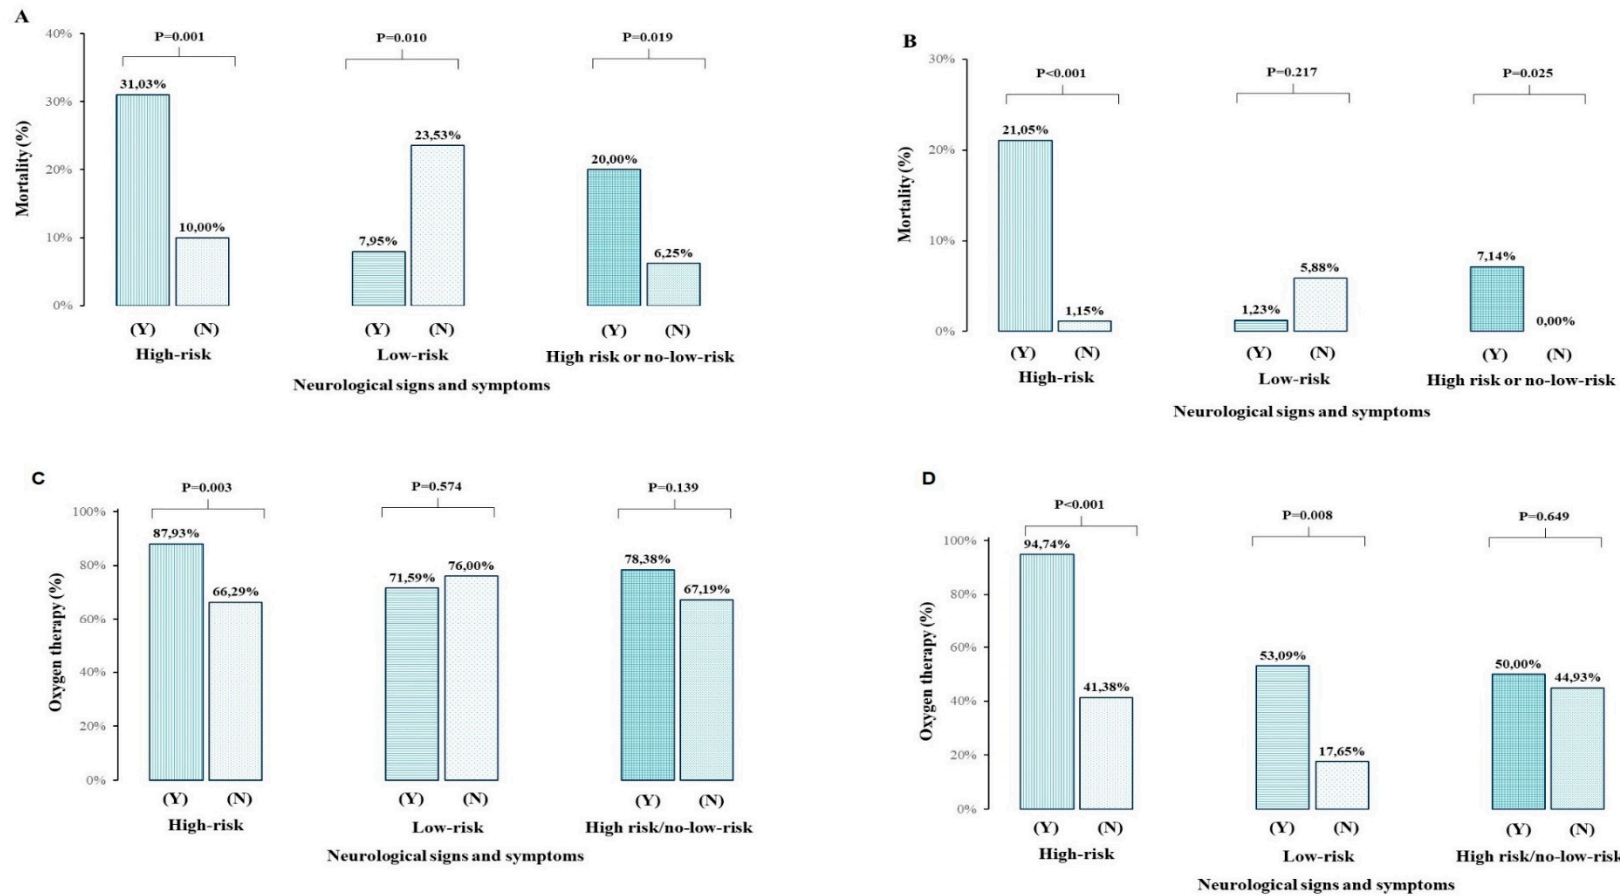 A
Mortality (%)
40%
30%
20%
10%
0%
P=0.001
P=0.010
P=0.019
31,03%
10,00%
7,95%
23,53%
20,00%
6,25%
(Y) (N) (Y) (N) (Y) (N)
High-risk Low-risk High risk or no-low-risk
Neurological signs and symptoms
B
Mortality (%)
30%
20%
10%
0%
P<0.001
P=0.217
P=0.025
21,05%
1,15%
1,23%
5,88%
7,14%
0,00%
(Y) (N) (Y) (N) (Y) (N)
High-risk Low-risk High risk or no-low-risk
Neurological signs and symptoms
C
Oxygen therapy (%)
100%
80%
60%
40%
20%
0%
P=0.003
P=0.574
P=0.139
87,93%
66,29%
71,59%
76,00%
78,38%
67,19%
(Y) (N) (Y) (N) (Y) (N)
High-risk Low-risk High risk/no-low-risk
Neurological signs and symptoms
D
Oxygen therapy (%)
100%
80%
60%
40%
20%
0%
P<0.001
P=0.008
P=0.649
94,74%
41,38%
53,09%
17,65%
50,00%
44,93%
(Y) (N) (Y) (N) (Y) (N)
High-risk Low-risk High risk/no-low-risk
Neurological signs and symptoms